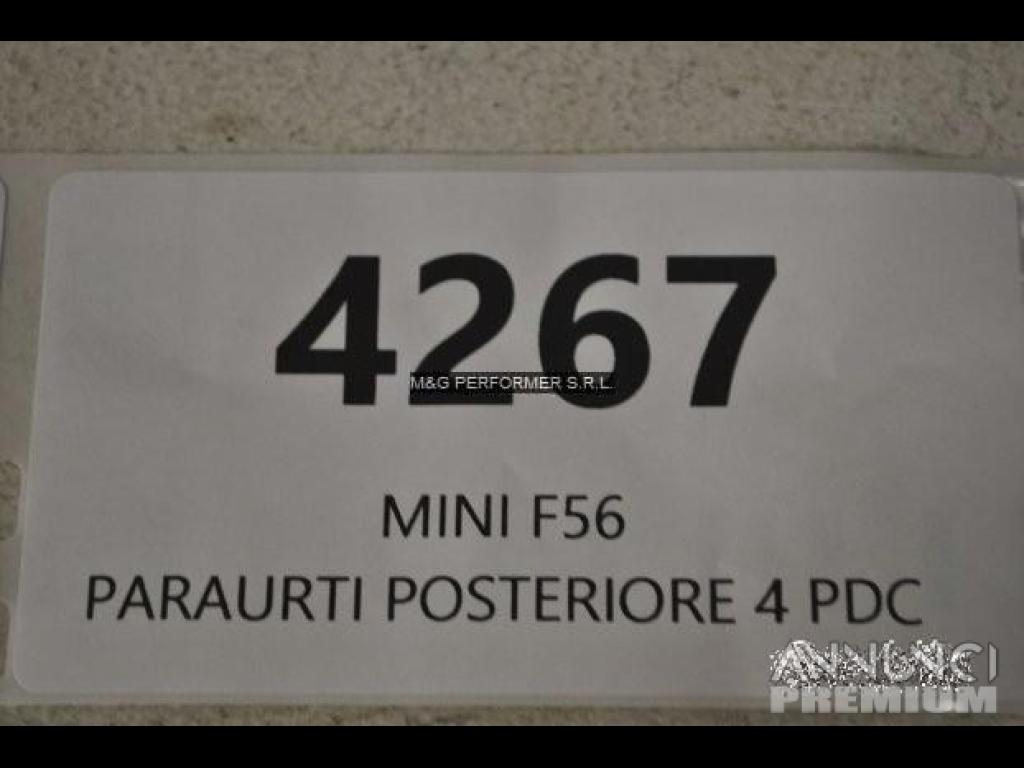 4267
M&G PERFORMER S.R.L.
MINI F56
PARAURTI POSTERIORE 4 PDC
ANNUNCI
PREMIUM